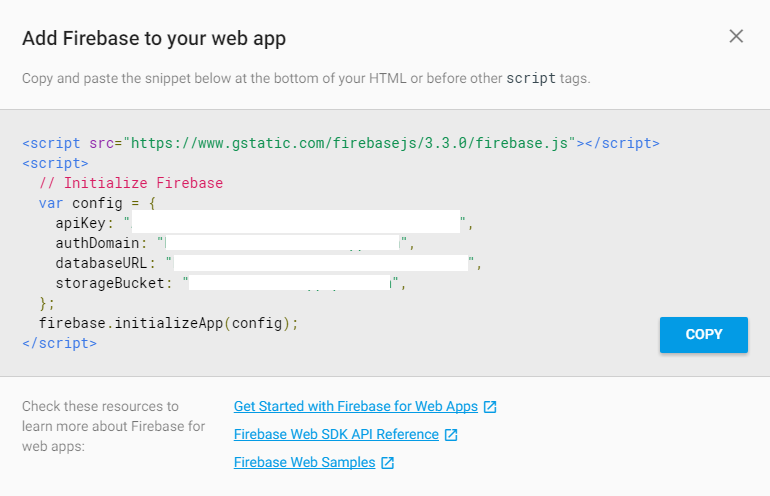 Add Firebase to your web app
Copy and paste the snippet below at the bottom of your HTML or before other script tags.
<script src="https://www.gstatic.com/firebasejs/3.3.0/firebase.js"></script>
<script>
  // Initialize Firebase
  var config = {
    apiKey: "",
    authDomain: "",
    databaseURL: "",
    storageBucket: "",
  };
  firebase.initializeApp(config);
</script>
COPY
Check these resources to
learn more about Firebase for
web apps:
Get Started with Firebase for Web Apps
Firebase Web SDK API Reference
Firebase Web Samples